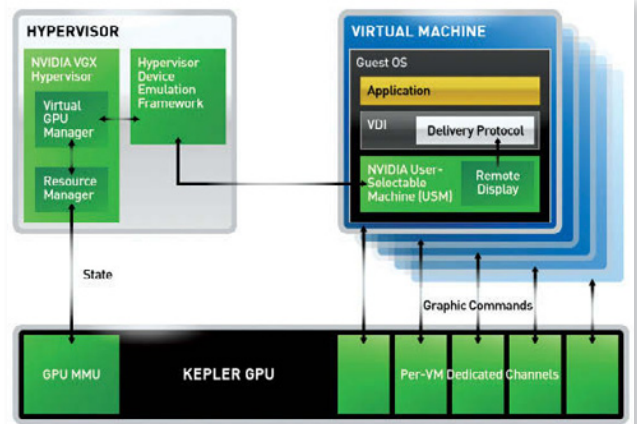 HYPERVISOR
NVIDIA VGX
Hypervisor
Virtual
GPU
Manager
Resource
Manager
Hypervisor
Device
Emulation
Framework
VIRTUAL MACHINE
Guest OS
Application
VDI
Delivery Protocol
NVIDIA User-
Selectable
Machine (USM)
Remote
Display
State
Graphic Commands
GPU MMU
KEPLER GPU
Per-VM Dedicated Channels